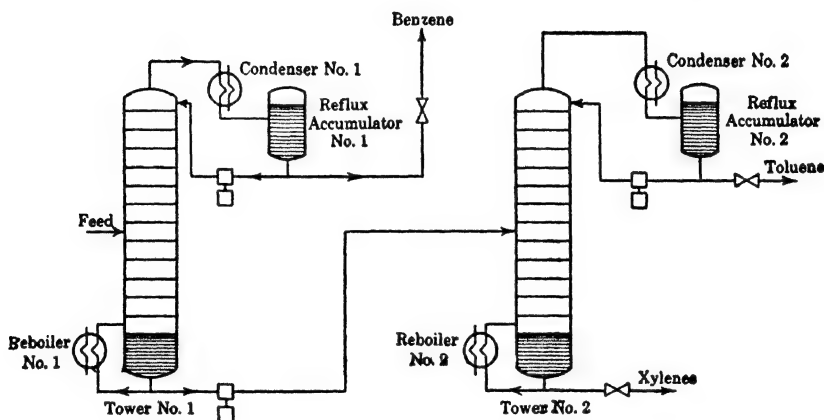 Benzene
Condenser No. 1
Reflux
Accumulator
No. 1
Feed
Reboiler
No. 1
Tower No. 1
Condenser No. 2
Reflux
Accumulator
No. 2
Toluene
Reboiler
No. 2
Xylenes
Tower No. 2